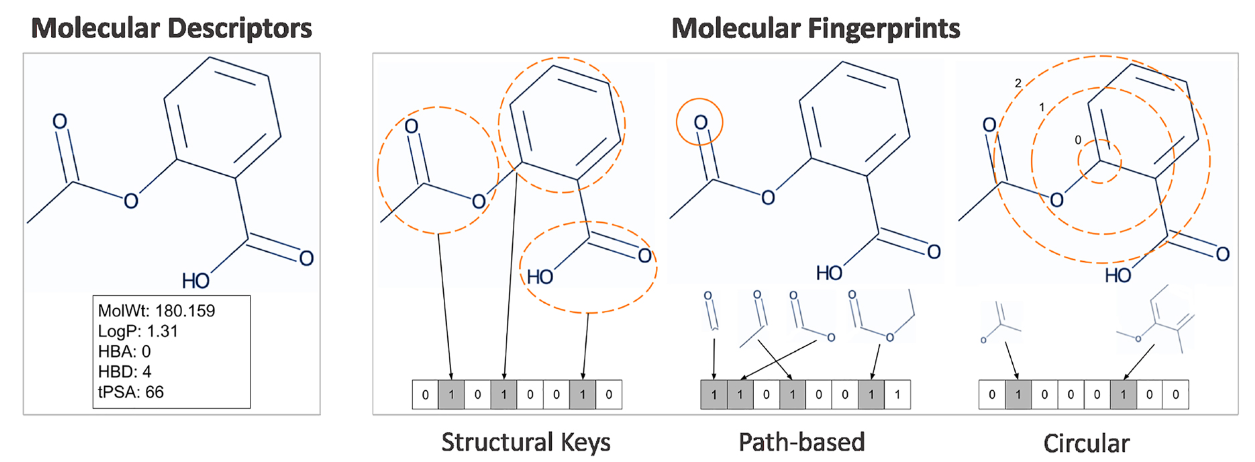 Molecular Descriptors
Molecular Fingerprints
O
O
O
HO
MolWt: 180.159
LogP: 1.31
HBA: 0
HBD: 4
tPSA: 66
O
O
O
HO
0 1 0 1 0 0 1 0
Structural Keys
O
O
O
HO
O
O
O
O
O
O
1 1 0 1 0 0 1 1
Path-based
2
1
0
O
O
O
HO
O
O
0 1 0 0 0 1 0 0
Circular